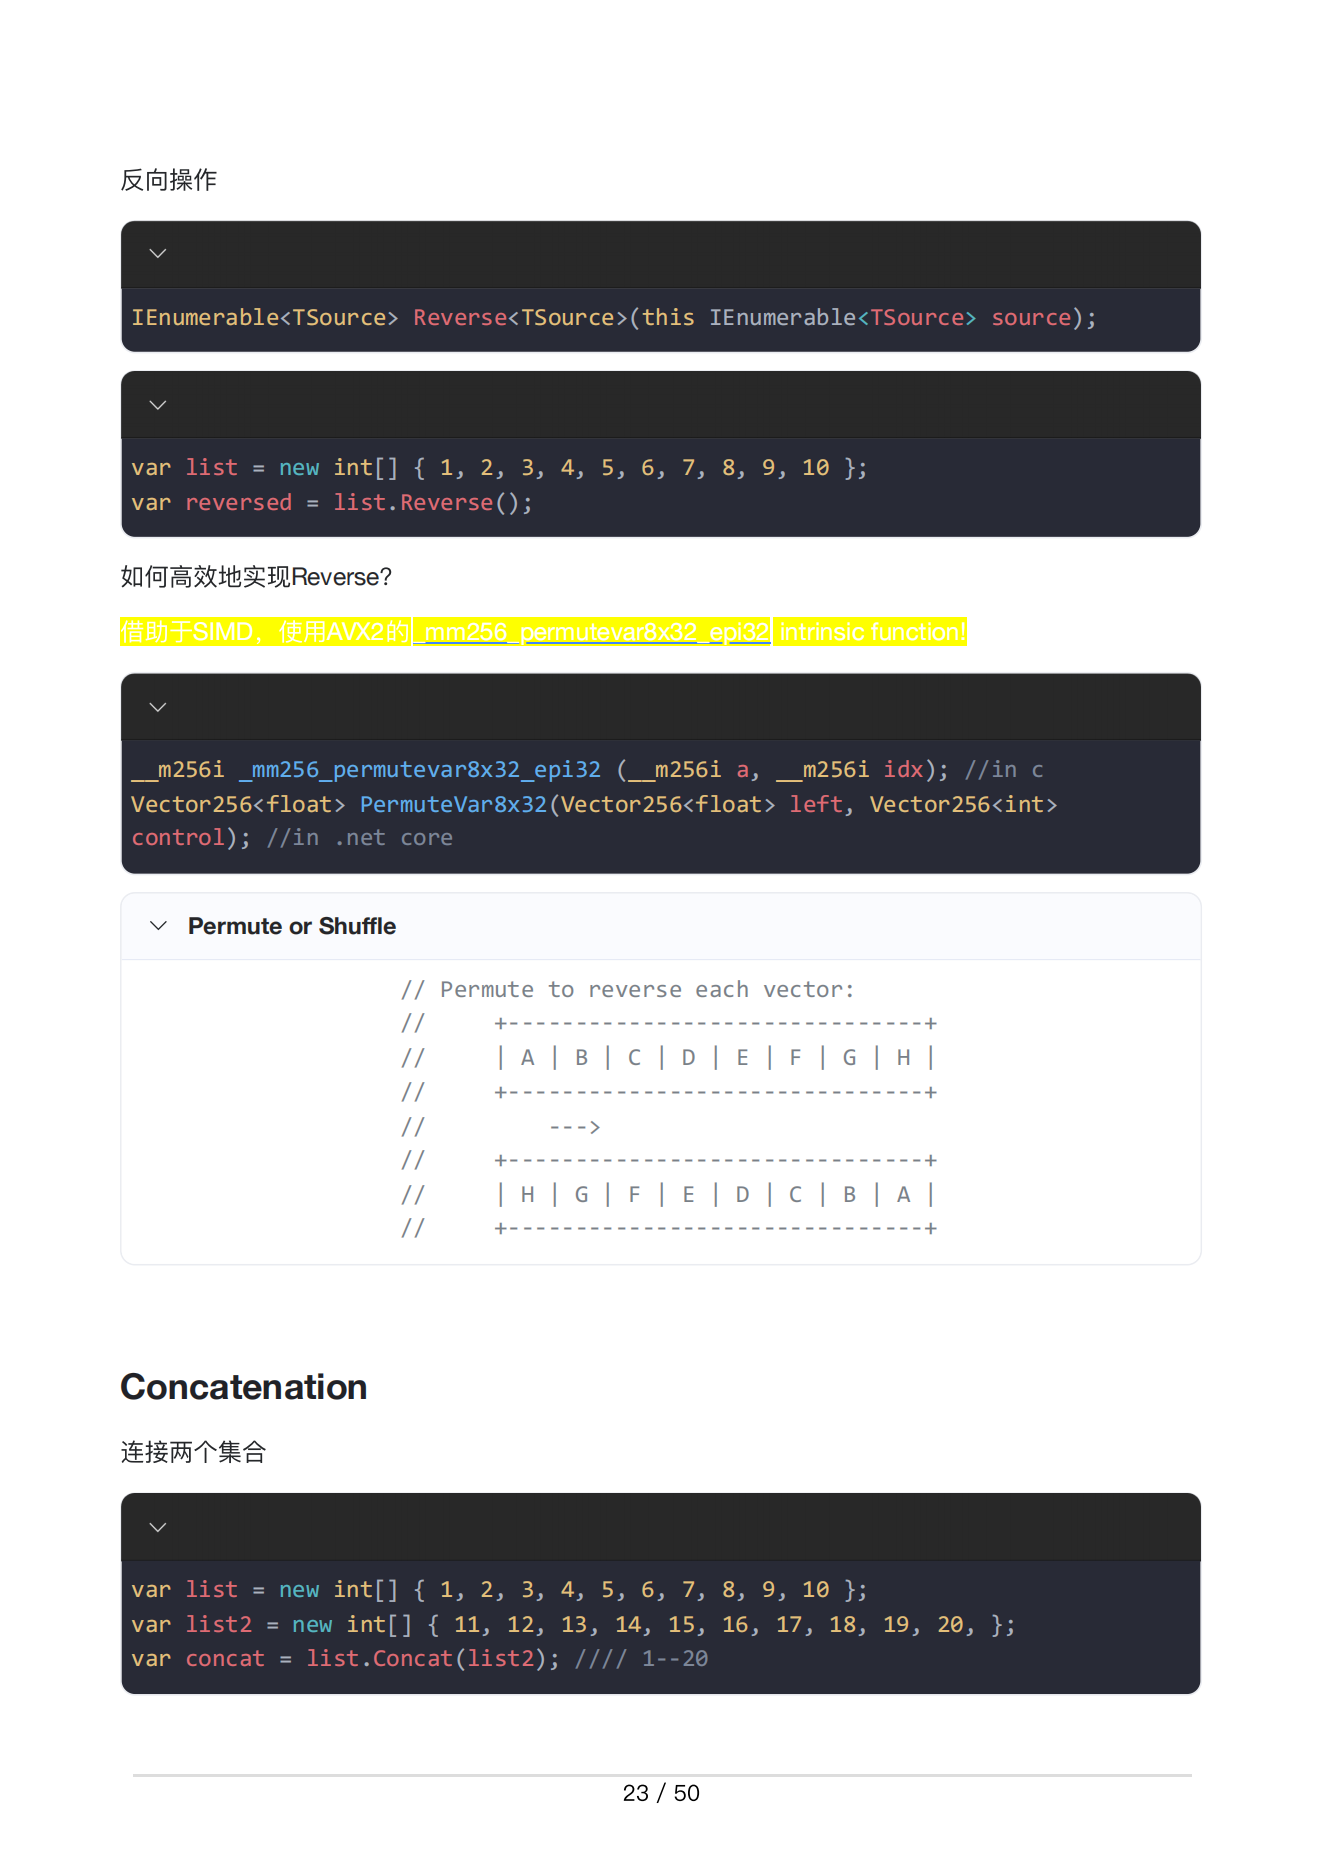 反向操作
IEnumerable<TSource> Reverse<TSource>(this IEnumerable<TSource> source);
var list = new int[] { 1, 2, 3, 4, 5, 6, 7, 8, 9, 10 };
var reversed = list.Reverse();
如何高效地实现Reverse?
借助于SIMD，使用AVX2的_mm256_permutevar8x32_epi32 intrinsic function!
__m256i _mm256_permutevar8x32_epi32 (__m256i a, __m256i idx); //in c
Vector256<float> PermuteVar8x32(Vector256<float> left, Vector256<int>
control); //in .net core
Permute or Shuffle
// Permute to reverse each vector:
//     +-------------------------------+
//     | A | B | C | D | E | F | G | H |
//     +-------------------------------+
//         --->
//     +-------------------------------+
//     | H | G | F | E | D | C | B | A |
//     +-------------------------------+
Concatenation
连接两个集合
var list = new int[] { 1, 2, 3, 4, 5, 6, 7, 8, 9, 10 };
var list2 = new int[] { 11, 12, 13, 14, 15, 16, 17, 18, 19, 20, };
var concat = list.Concat(list2); //// 1--20
23 / 50